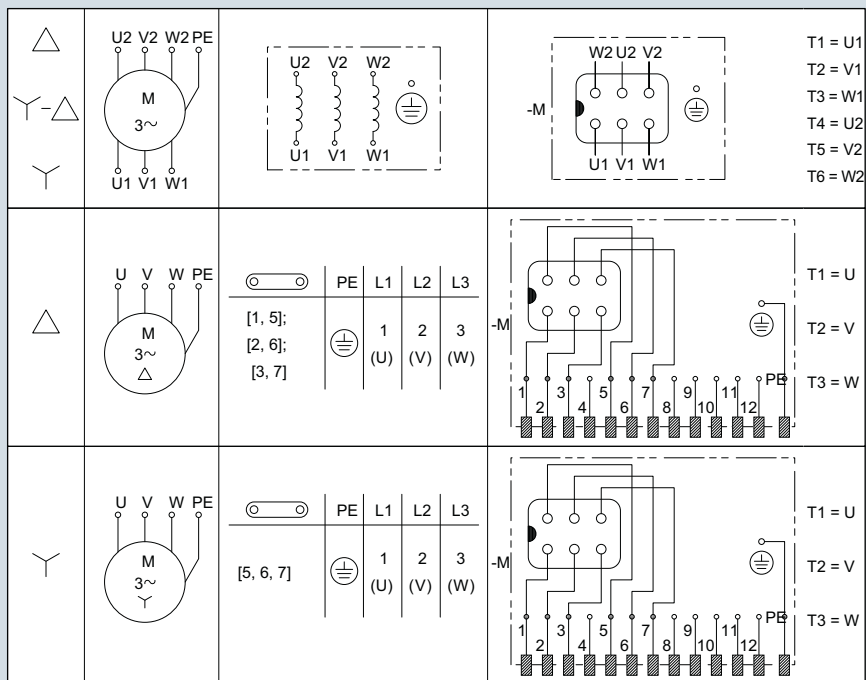 U2 V2 W2 PE
M
3~
U1 V1 W1
U2 V2 W2
U1 V1 W1
W2 U2 V2
-M
U1 V1 W1
T1 = U1
T2 = V1
T3 = W1
T4 = U2
T5 = V2
T6 = W2
U V W PE
M
3~
PE L1 L2 L3
[1, 5];
[2, 6];
[3, 7]
1 2 3
(U) (V) (W)
-M
PE
1 2 3 4 5 6 7 8 9 10 11 12
T1 = U
T2 = V
T3 = W
U V W PE
M
3~
PE L1 L2 L3
[5, 6, 7]
1 2 3
(U) (V) (W)
-M
PE
1 2 3 4 5 6 7 8 9 10 11 12
T1 = U
T2 = V
T3 = W